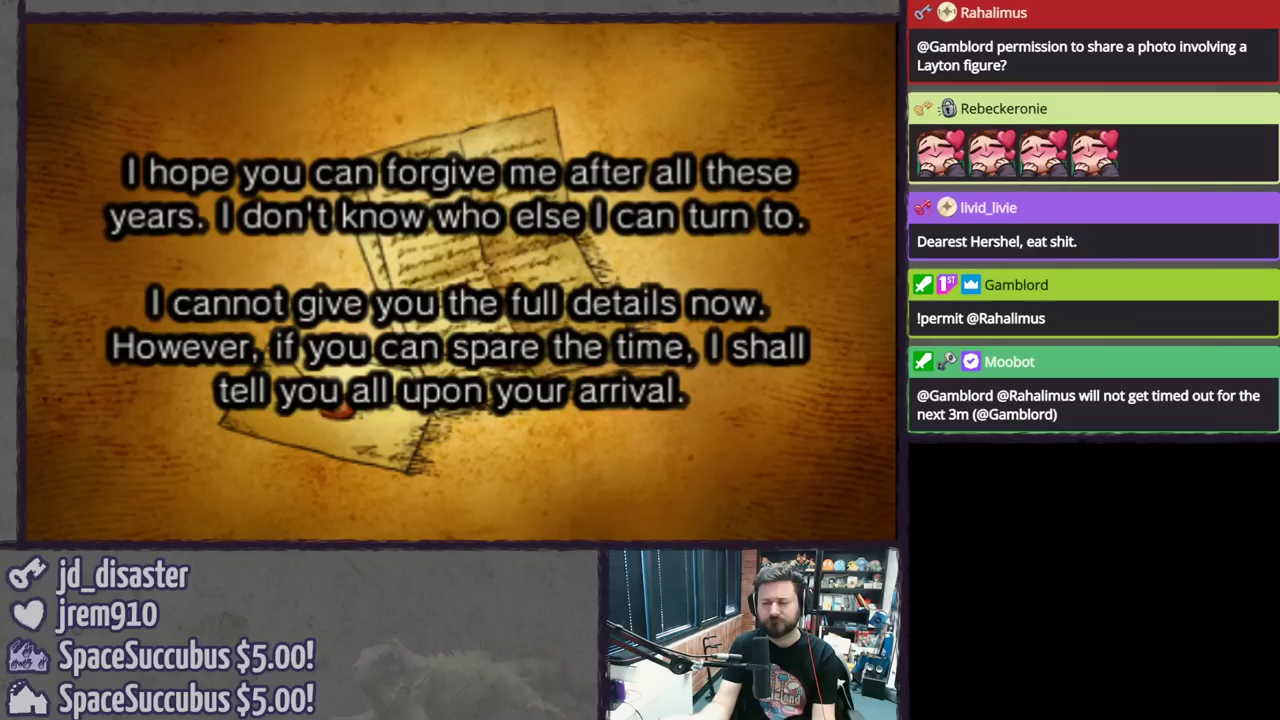 I hope you can forgive me after all these
years. I don't know who else I can turn to.
I cannot give you the full details now.
However, if you can spare the time, I shall
tell you all upon your arrival.
Rahalimus
@Gamblord permission to share a photo involving a
Layton figure?
Rebeckeronie
livid_livie
Dearest Hershel, eat shit.
1ST Gamblord
!permit @Rahalimus
Moobot
@Gamblord @Rahalimus will not get timed out for the
next 3m (@Gamblord)
jd_disaster
jrem910
SpaceSuccubus $5.00!
SpaceSuccubus $5.00!